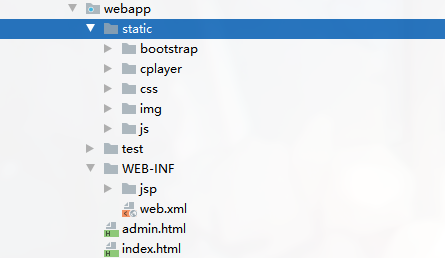 webapp
static
bootstrap
cplayer
css
img
js
test
WEB-INF
jsp
web.xml
admin.html
index.html